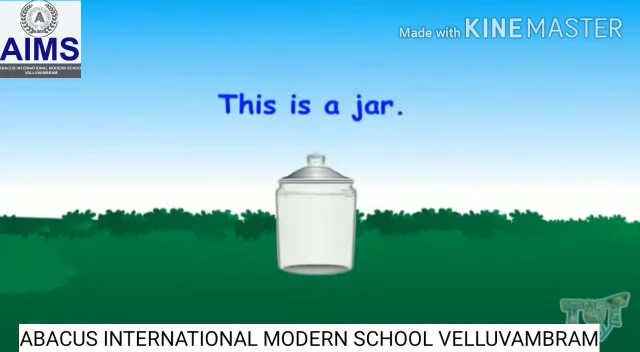 AIMS
ABACUS INTERNATIONAL MODERN SCHOOL
VELLUVAMBRAM
Made with KINEMASTER
This is a jar.
ABACUS INTERNATIONAL MODERN SCHOOL VELLUVAMBRAM